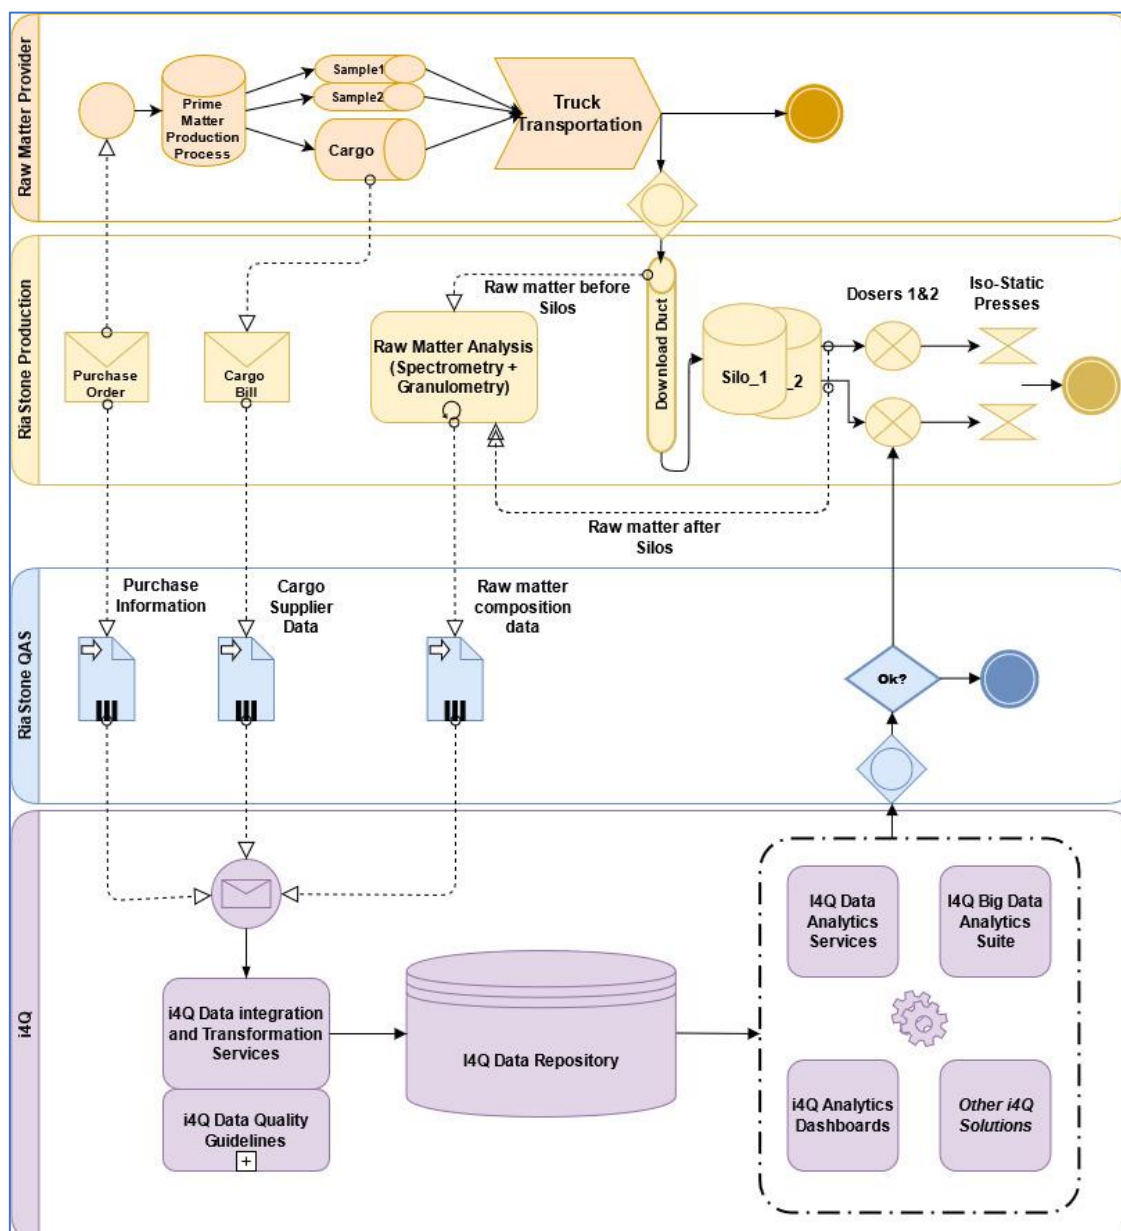 Raw Matter Provider
Prime
Matter
Production
Process
Sample1
Sample2
Cargo
Truck
Transportation
RiaStone Production
Purchase
Order
Cargo
Bill
Raw matter before
Silos
Raw Matter Analysis
(Spectrometry +
Granulometry)
Download Duct
Silo_1
_2
Dosers 1&2
Iso-Static
Presses
Raw matter after
Silos
RiaStone QAS
Purchase
Information
Cargo
Supplier
Data
Raw matter
composition
data
Ok?
i4Q
i4Q Data integration
and Transformation
Services
i4Q Data Quality
Guidelines
I4Q Data Repository
I4Q Data
Analytics
Services
I4Q Big Data
Analytics
Suite
i4Q Analytics
Dashboards
Other i4Q
Solutions